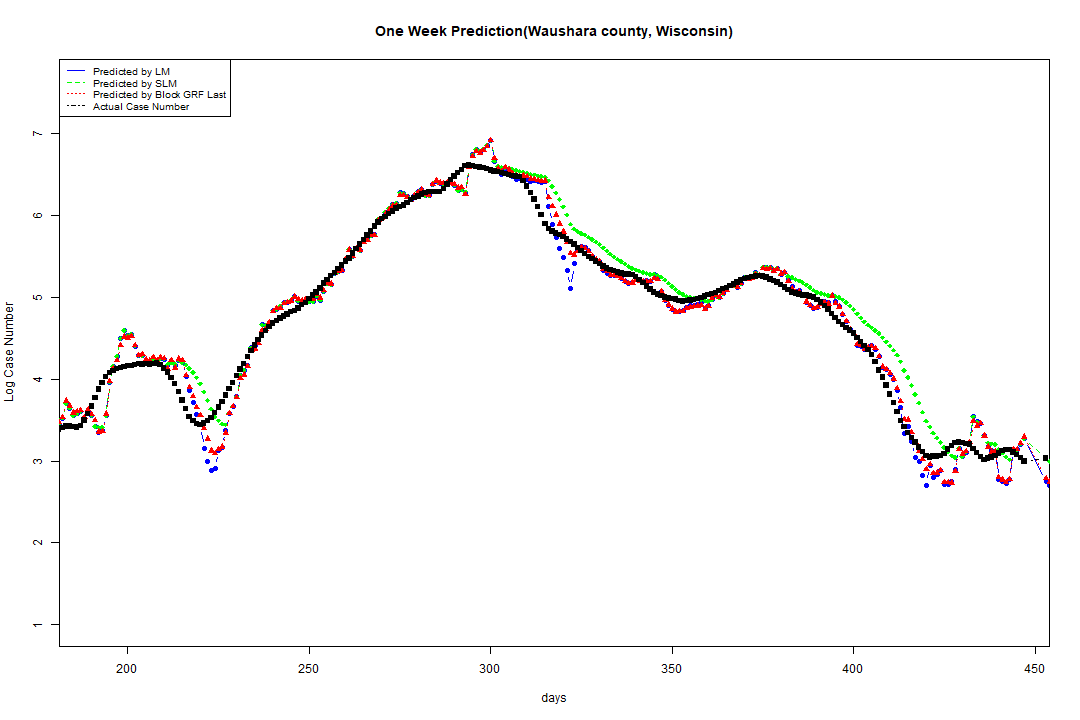 One Week Prediction(Waushara county, Wisconsin)
Predicted by LM
Predicted by SLM
Predicted by Block GRF Last
Actual Case Number
7
6
5
4
3
2
1
Log Case Number
200 250 300 350 400 450
days